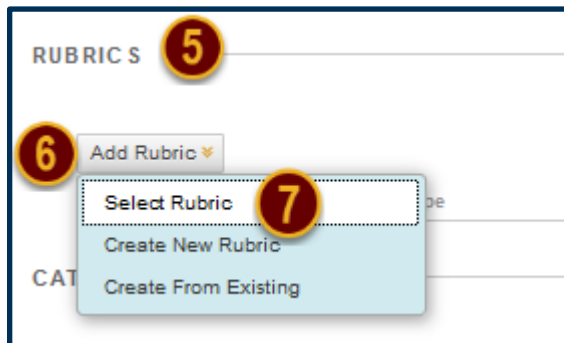 RUBRICS 5
6 Add Rubric
Select Rubric 7
Create New Rubric
Create From Existing
CAT